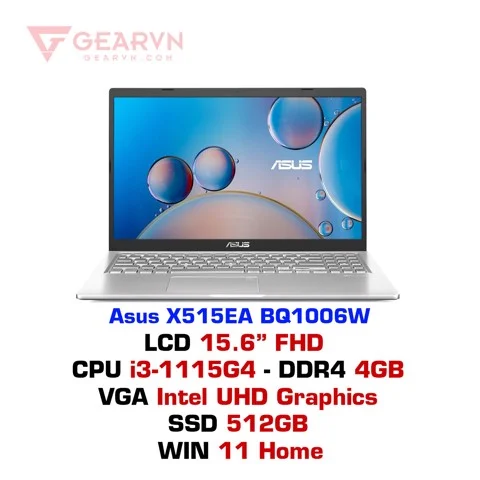 GEARVN
GEARVN.COM
ASUS
ASUS
Asus X515EA BQ1006W
LCD 15.6” FHD
CPU i3-1115G4 - DDR4 4GB
VGA Intel UHD Graphics
SSD 512GB
WIN 11 Home